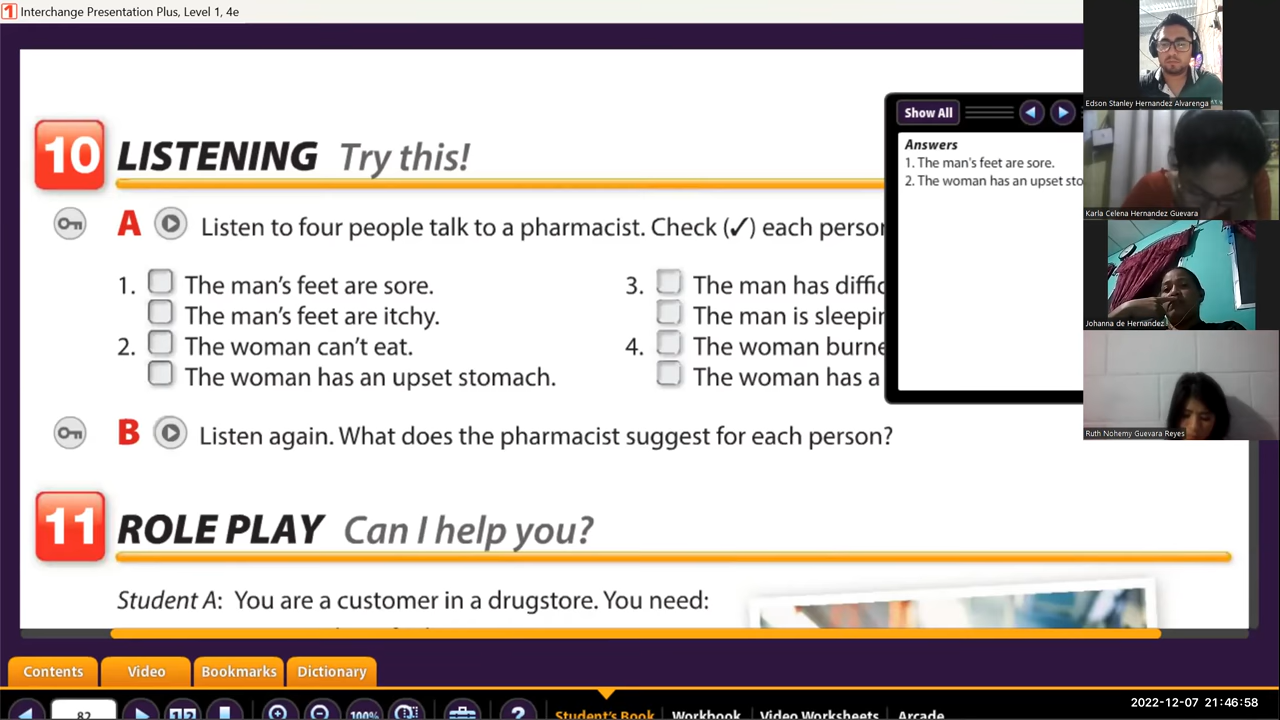 Interchange Presentation Plus, Level 1, 4e
10 LISTENING Try this!
A Listen to four people talk to a pharmacist. Check (✓) each person
1. The man's feet are sore.
The man's feet are itchy.
2. The woman can't eat.
The woman has an upset stomach.
3. The man has
The man is
4. The woman
The woman has a
Show All
Answers
1. The man's feet are sore.
2. The woman has an upset
B Listen again. What does the pharmacist suggest for each person?
11 ROLE PLAY Can I help you?
Student A: You are a customer in a drugstore. You need:
Edson Stanley Hernandez Alvarenga
Karla Celena Hernandez Guevara
Johanna de Hernandez
Ruth Nohemy Guevara Reyes
Contents Video Bookmarks Dictionary
82 100% ? Student's Book Workbook Video Worksheets Arcade
2022-12-07 21:46:58